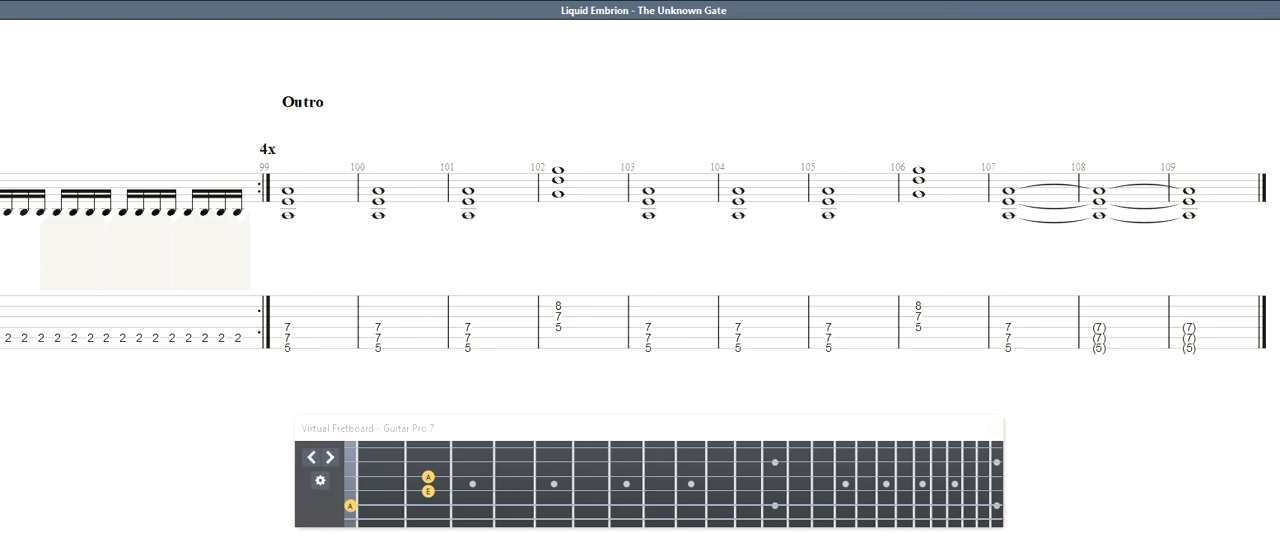 Liquid Embrion - The Unknown Gate
Outro
4x
99 100 101 102 103 104 105 106 107 108 109
8 8
7 7
7 7 7 5 7 7 7 5 7 (7) (7)
2 2 2 2 2 2 2 2 2 2 2 2 2 2 2 7 7 7 7 7 7 7 (7) (7)
5 5 5 5 5 5 5 (5) (5)
Virtual Fretboard - Guitar Pro 7
A
E
A